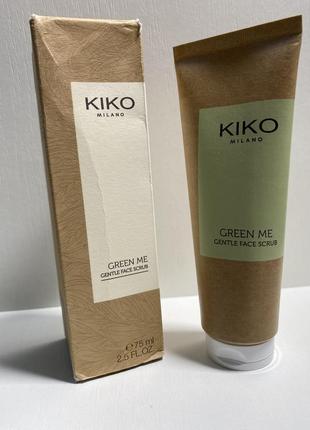 KIKO
MILANO
GREEN ME
GENTLE FACE SCRUB
℮ 75 ml
2.5 FL.OZ
KIKO
MILANO
GREEN ME
GENTLE FACE SCRUB